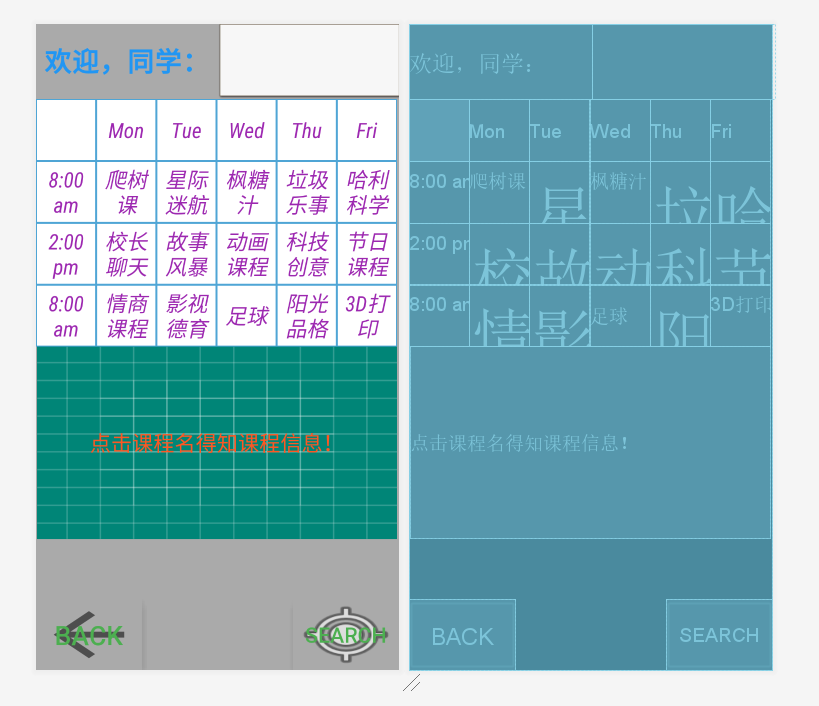 欢迎，同学：
Mon Tue Wed Thu Fri
8:00 am 爬树课 星际迷航 枫糖汁 垃圾乐事 哈利科学
2:00 pm 校长聊天 故事风暴 动画课程 科技创意 节日课程
8:00 am 情商课程 影视德育 足球 阳光品格 3D打印
点击课程名得知课程信息！
BACK SEARCH
欢迎，同学：
Mon Tue Wed Thu Fri
8:00 am 爬树课 星 枫糖汁 垃 哈
2:00 pm 校 故 动 科 节
8:00 am 情 影 足球 阳 3D打印
点击课程名得知课程信息！
BACK SEARCH